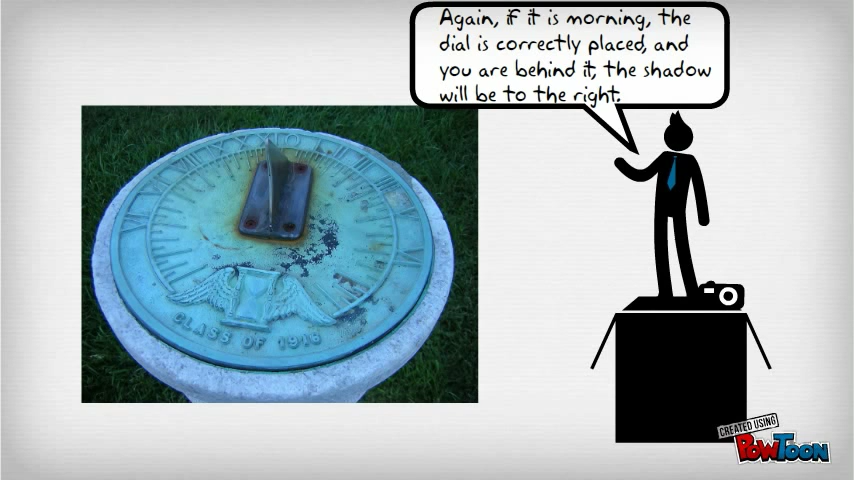 Again, if it is morning, the
dial is correctly placed, and
you are behind it, the shadow
will be to the right.
CLASS OF 1916
CREATED USING
POWTOON